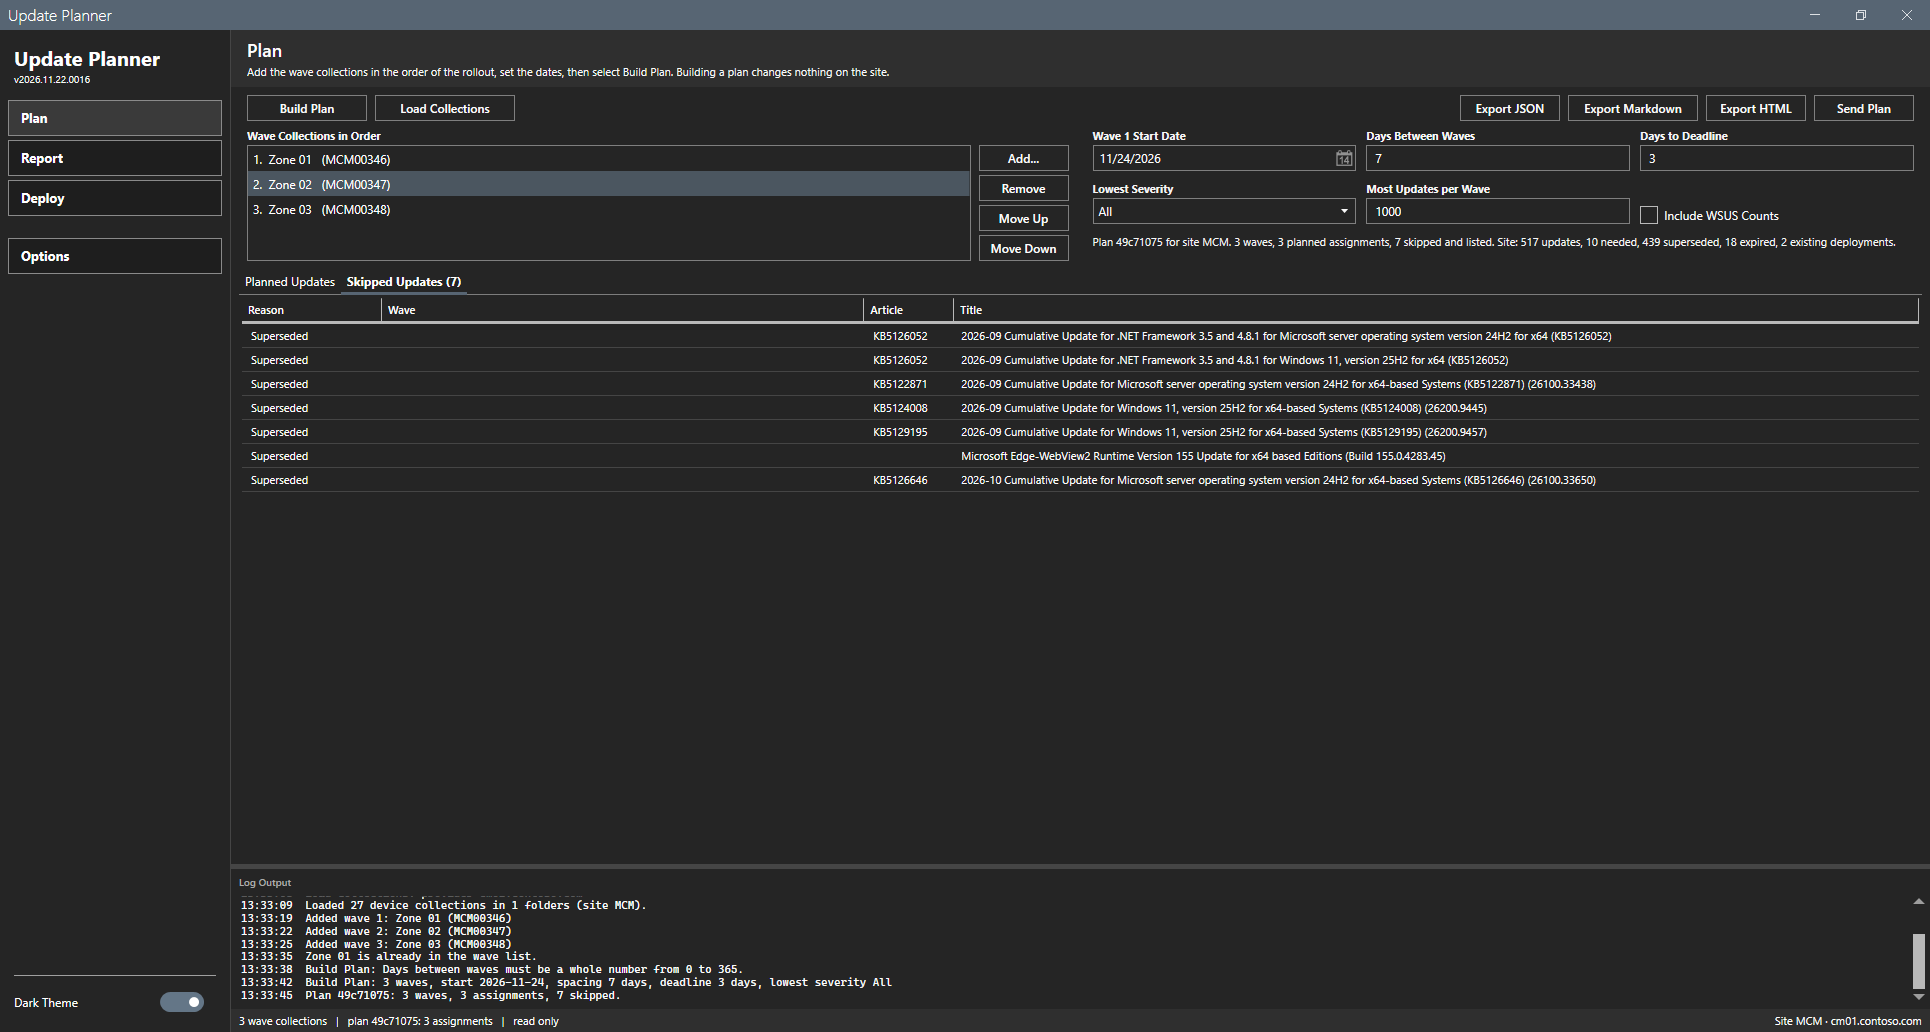 Update Planner
Update Planner
v2026.11.22.0016
Plan
Report
Deploy
Options
Dark Theme
Plan
Add the wave collections in the order of the rollout, set the dates, then select Build Plan. Building a plan changes nothing on the site.
Build Plan
Load Collections
Export JSON
Export Markdown
Export HTML
Send Plan
Wave Collections in Order
1. Zone 01 (MCM00346)
2. Zone 02 (MCM00347)
3. Zone 03 (MCM00348)
Add...
Remove
Move Up
Move Down
Wave 1 Start Date
11/24/2026
14
Days Between Waves
7
Days to Deadline
3
Lowest Severity
All
Most Updates per Wave
1000
Include WSUS Counts
Plan 49c71075 for site MCM. 3 waves, 3 planned assignments, 7 skipped and listed. Site: 517 updates, 10 needed, 439 superseded, 18 expired, 2 existing deployments.
Planned Updates
Skipped Updates (7)
Reason Wave Article Title
Superseded KB5126052 2026-09 Cumulative Update for .NET Framework 3.5 and 4.8.1 for Microsoft server operating system version 24H2 for x64 (KB5126052)
Superseded KB5126052 2026-09 Cumulative Update for .NET Framework 3.5 and 4.8.1 for Windows 11, version 25H2 for x64 (KB5126052)
Superseded KB5122871 2026-09 Cumulative Update for Microsoft server operating system version 24H2 for x64-based Systems (KB5122871) (26100.33438)
Superseded KB5124008 2026-09 Cumulative Update for Windows 11, version 25H2 for x64-based Systems (KB5124008) (26200.9445)
Superseded KB5129195 2026-09 Cumulative Update for Windows 11, version 25H2 for x64-based Systems (KB5129195) (26200.9457)
Superseded Microsoft Edge-WebView2 Runtime Version 155 Update for x64 based Editions (Build 155.0.4283.45)
Superseded KB5126646 2026-10 Cumulative Update for Microsoft server operating system version 24H2 for x64-based Systems (KB5126646) (26100.33650)
Log Output
13:33:09 Loaded 27 device collections in 1 folders (site MCM).
13:33:19 Added wave 1: Zone 01 (MCM00346)
13:33:22 Added wave 2: Zone 02 (MCM00347)
13:33:25 Added wave 3: Zone 03 (MCM00348)
13:33:35 Zone 01 is already in the wave list.
13:33:38 Build Plan: Days between waves must be a whole number from 0 to 365.
13:33:42 Build Plan: 3 waves, start 2026-11-24, spacing 7 days, deadline 3 days, lowest severity All
13:33:45 Plan 49c71075: 3 waves, 3 assignments, 7 skipped.
3 wave collections | plan 49c71075: 3 assignments | read only
Site MCM · cm01.contoso.com